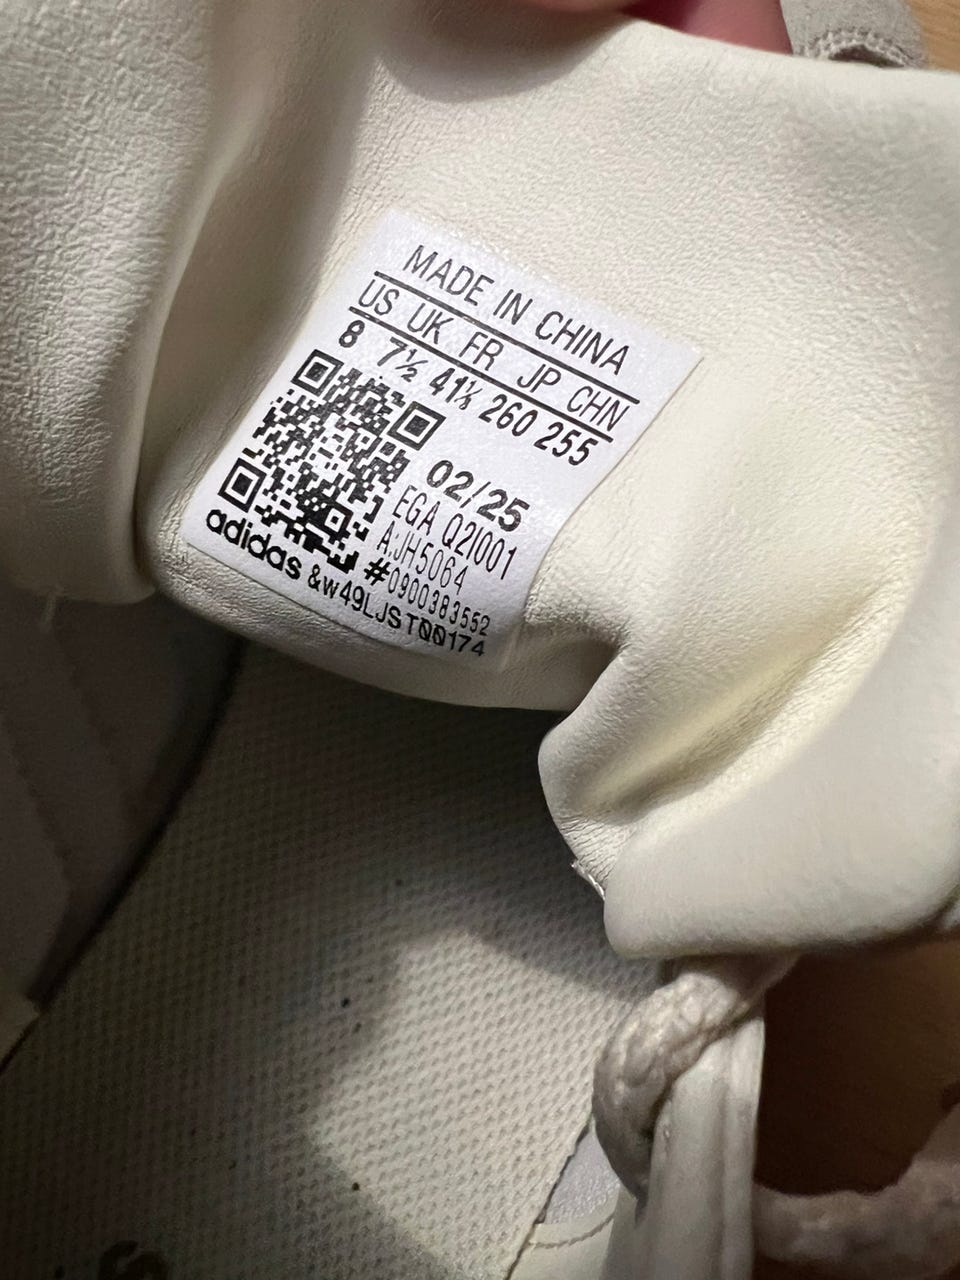 MADE IN CHINA
US UK FR JP CHN
8 7½ 41⅓ 260 255
02/25
EGA Q2I001
A:JH5064
#0900383552
adidas &w49LJST00174